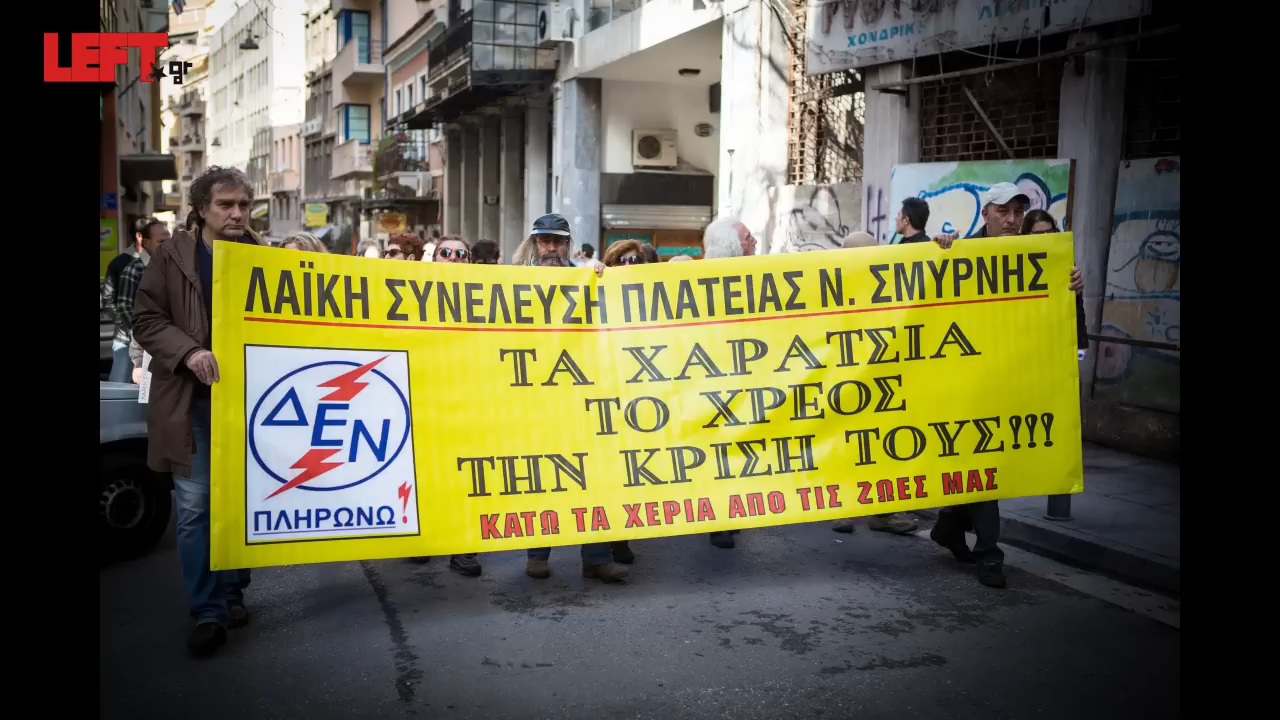 LEFT.gr
ΧΟΝΔΡΙΚ
ΛΑΪΚΗ ΣΥΝΕΛΕΥΣΗ ΠΛΑΤΕΙΑΣ Ν. ΣΜΥΡΝΗΣ
ΔΕΝ
ΠΛΗΡΩΝΩ!
ΤΑ ΧΑΡΑΤΣΙΑ
ΤΟ ΧΡΕΟΣ
ΤΗΝ ΚΡΙΣΗ ΤΟΥΣ!!!
ΚΑΤΩ ΤΑ ΧΕΡΙΑ ΑΠΟ ΤΙΣ ΖΩΕΣ ΜΑΣ